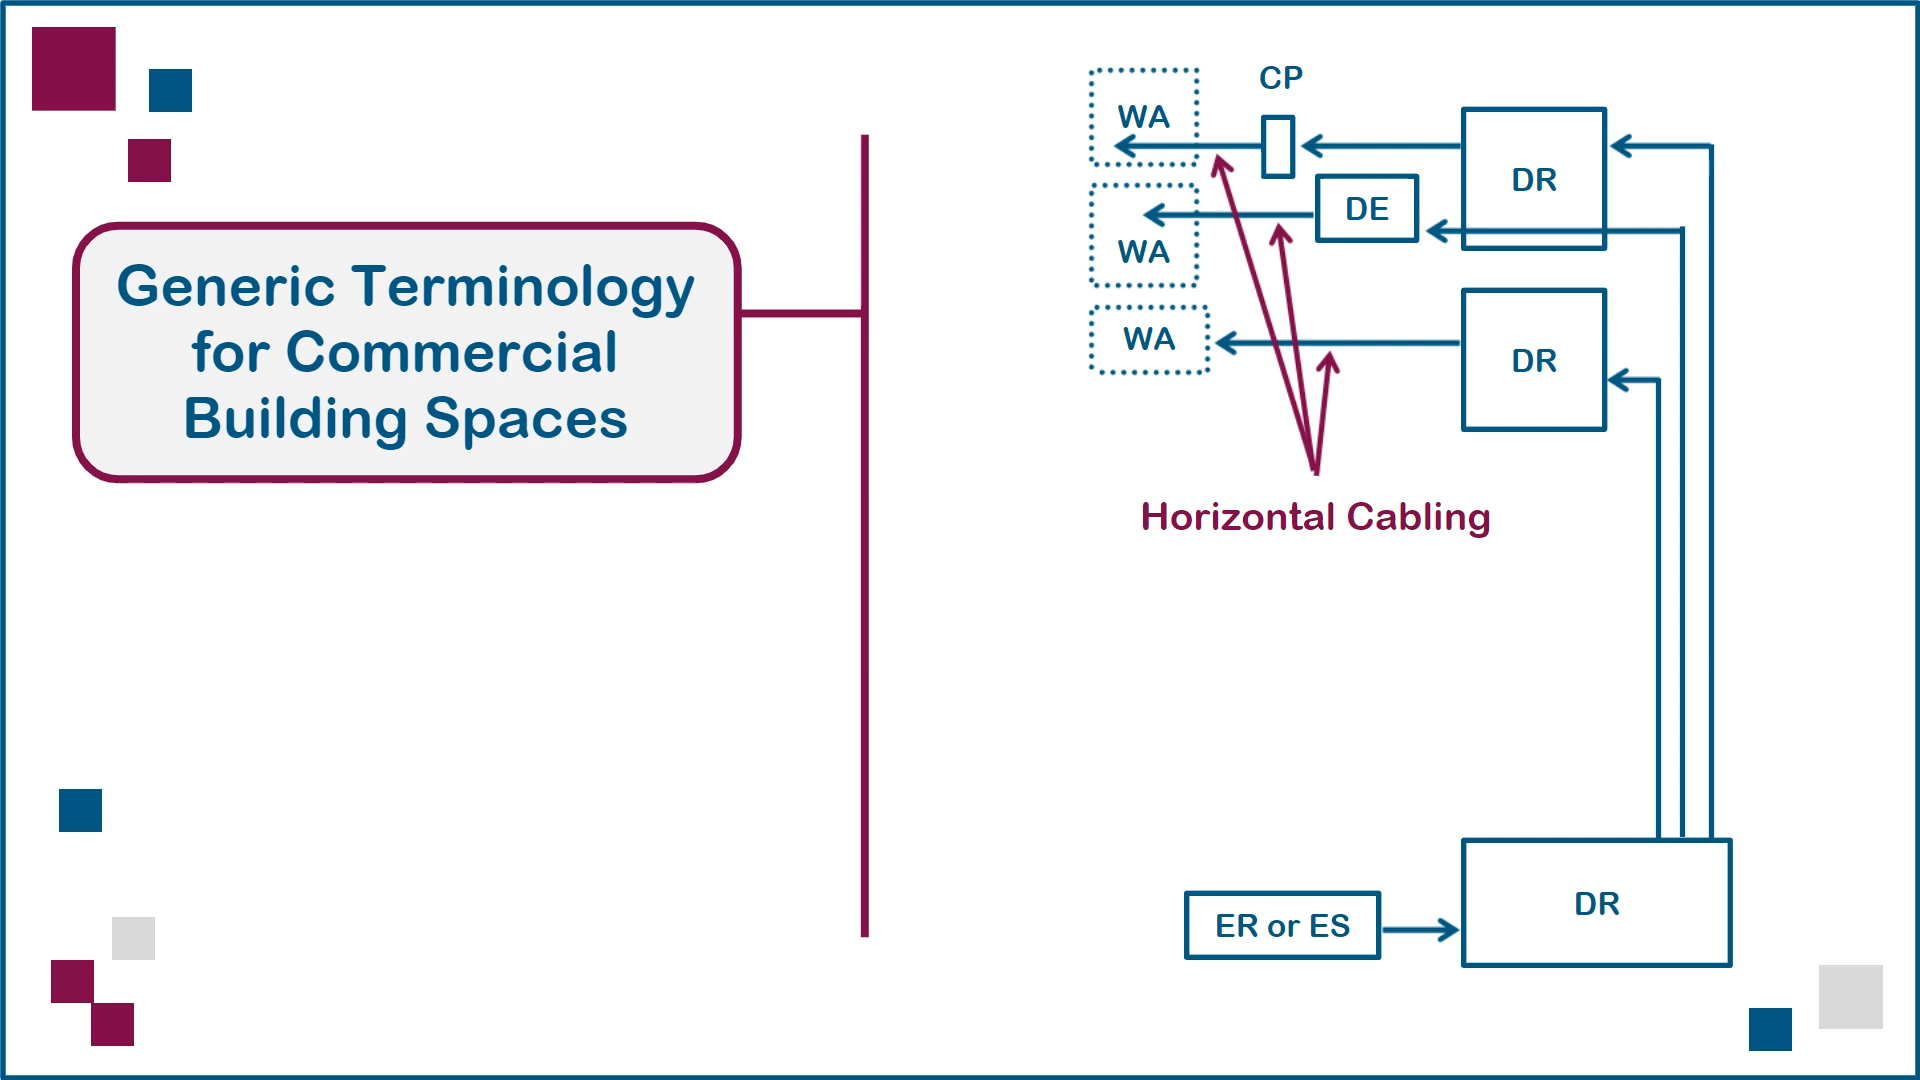 Generic Terminology
for Commercial
Building Spaces
CP
WA
DR
DE
WA
WA
DR
Horizontal Cabling
DR
ER or ES